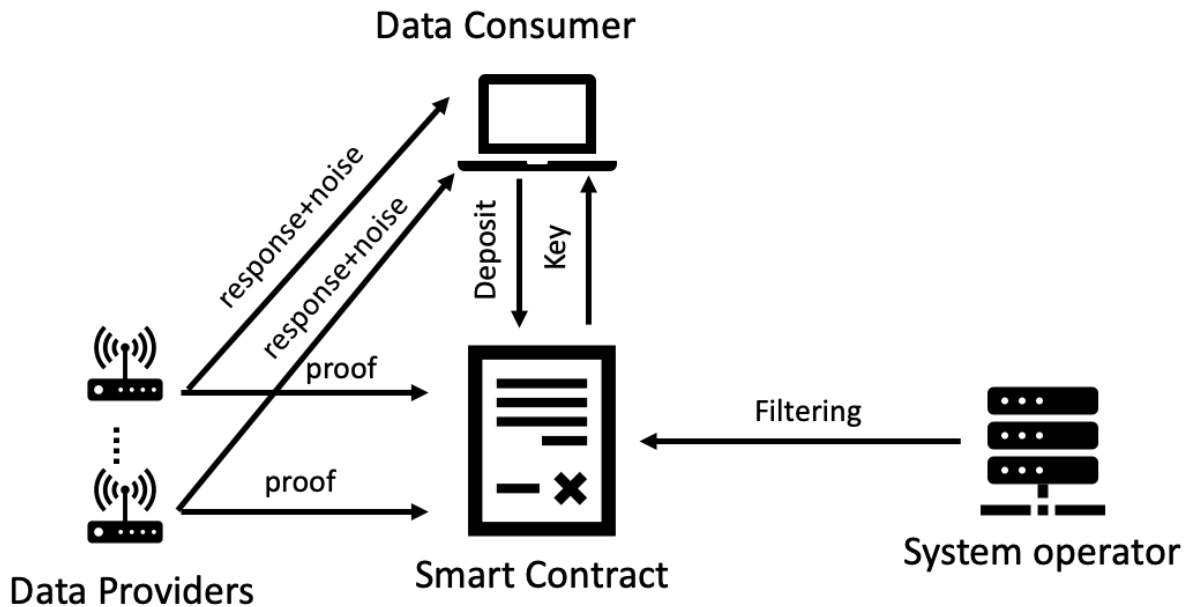 Data Consumer
response+noise
response+noise
Deposit
Key
proof
Filtering
proof
System operator
Smart Contract
Data Providers